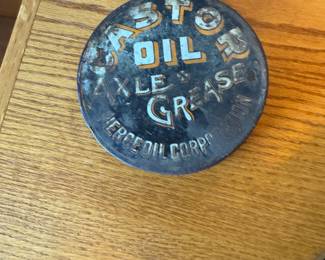 CASTOR
OIL
AXLE
GREASE
PIERCE OIL CORPORATION